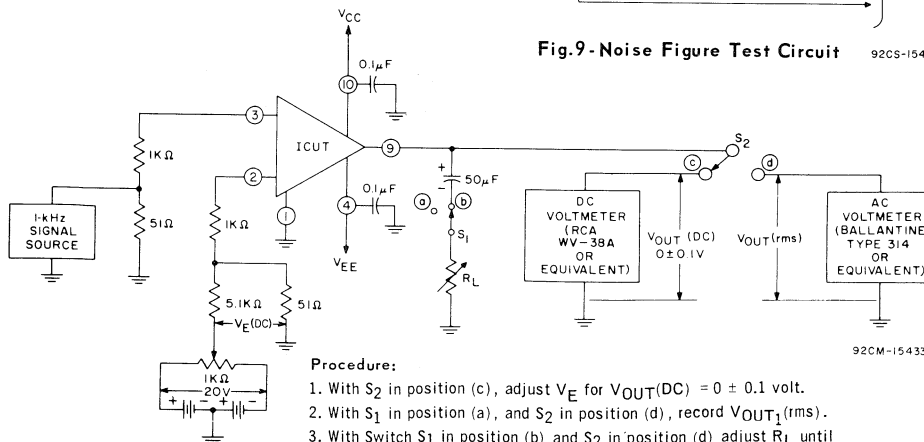 Fig.9-Noise Figure Test Circuit
92CS-154
VCC
0.1µF
10
3
ICUT
9
S2
1KΩ
2
c
d
+
50µF
-
0.1µF
a
b
51Ω
1-kHz
SIGNAL
SOURCE
1KΩ
1
4
S1
DC
VOLTMETER
(RCA
WV-38A
OR
EQUIVALENT)
VOUT (DC)
0±0.1V
VOUT(rms)
AC
VOLTMETER
(BALLANTINE
TYPE 314
OR
EQUIVALENT)
VEE
RL
5.1KΩ
51Ω
VE(DC)
92CM-15433
1KΩ
20V
+ - + -
Procedure:
1. With S2 in position (c), adjust VE for VOUT(DC) = 0 ± 0.1 volt.
2. With S1 in position (a), and S2 in position (d), record VOUT1(rms).
3. With Switch S1 in position (b) and S2 in position (d) adjust RL until